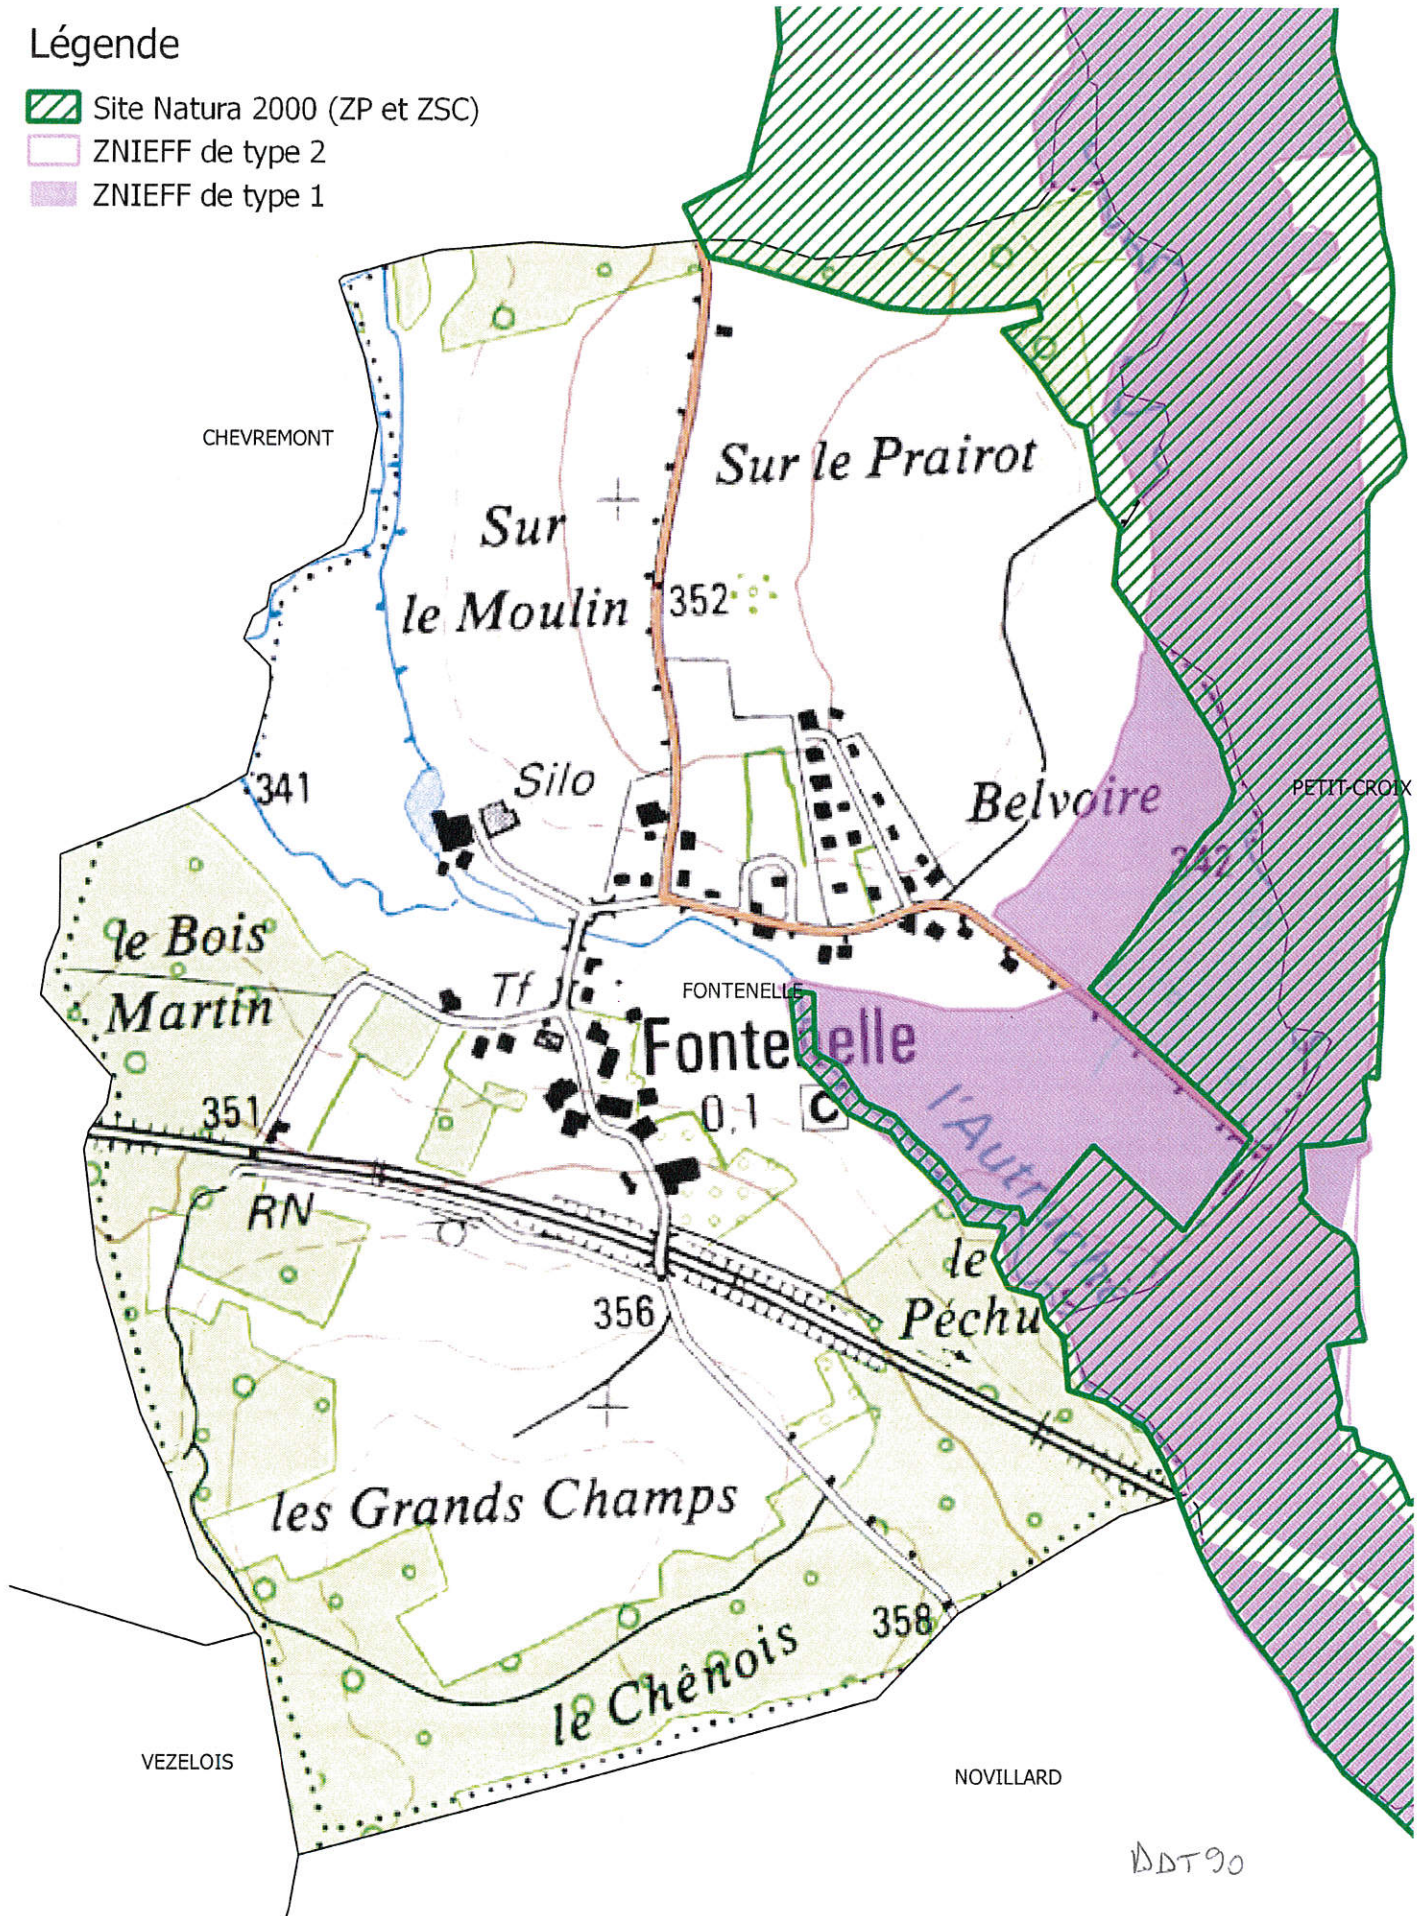 Légende
Site Natura 2000 (ZP et ZSC)
ZNIEFF de type 2
ZNIEFF de type 1
CHEVREMONT
Sur le Prairot
Sur
le Moulin
352
Silo
341
Belvoire
PETIT-CROIX
342
le Bois
Martin
Tf
FONTENELLE
Fontenelle
0,1
C
l'Autruche
351
RN
le
Péchu
356
les Grands Champs
358
le Chênois
VEZELOIS
NOVILLARD
DDT90